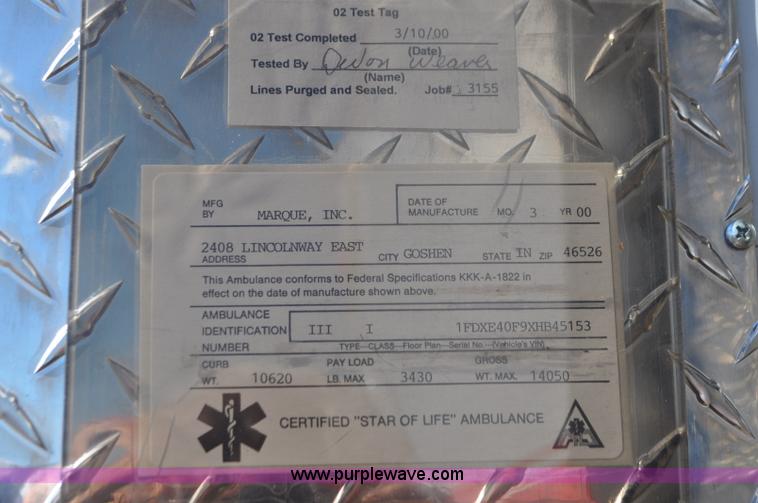 02 Test Tag
02 Test Completed 3/10/00
(Date)
Tested By Devon Weaver
(Name)
Lines Purged and Sealed. Job# 3155
MFG BY MARQUE, INC. DATE OF MANUFACTURE MO. 3 YR 00
2408 LINCOLNWAY EAST
ADDRESS CITY GOSHEN STATE IN ZIP 46526
This Ambulance conforms to Federal Specifications KKK-A-1822 in
effect on the date of manufacture shown above.
AMBULANCE
IDENTIFICATION III I 1FDXE40F9XHB45153
NUMBER TYPE CLASS Floor Plan Serial No. (Vehicle's VIN)
CURB PAY LOAD GROSS
WT. 10620 LB. MAX 3430 WT. MAX. 14050
CERTIFIED "STAR OF LIFE" AMBULANCE
www.purplewave.com